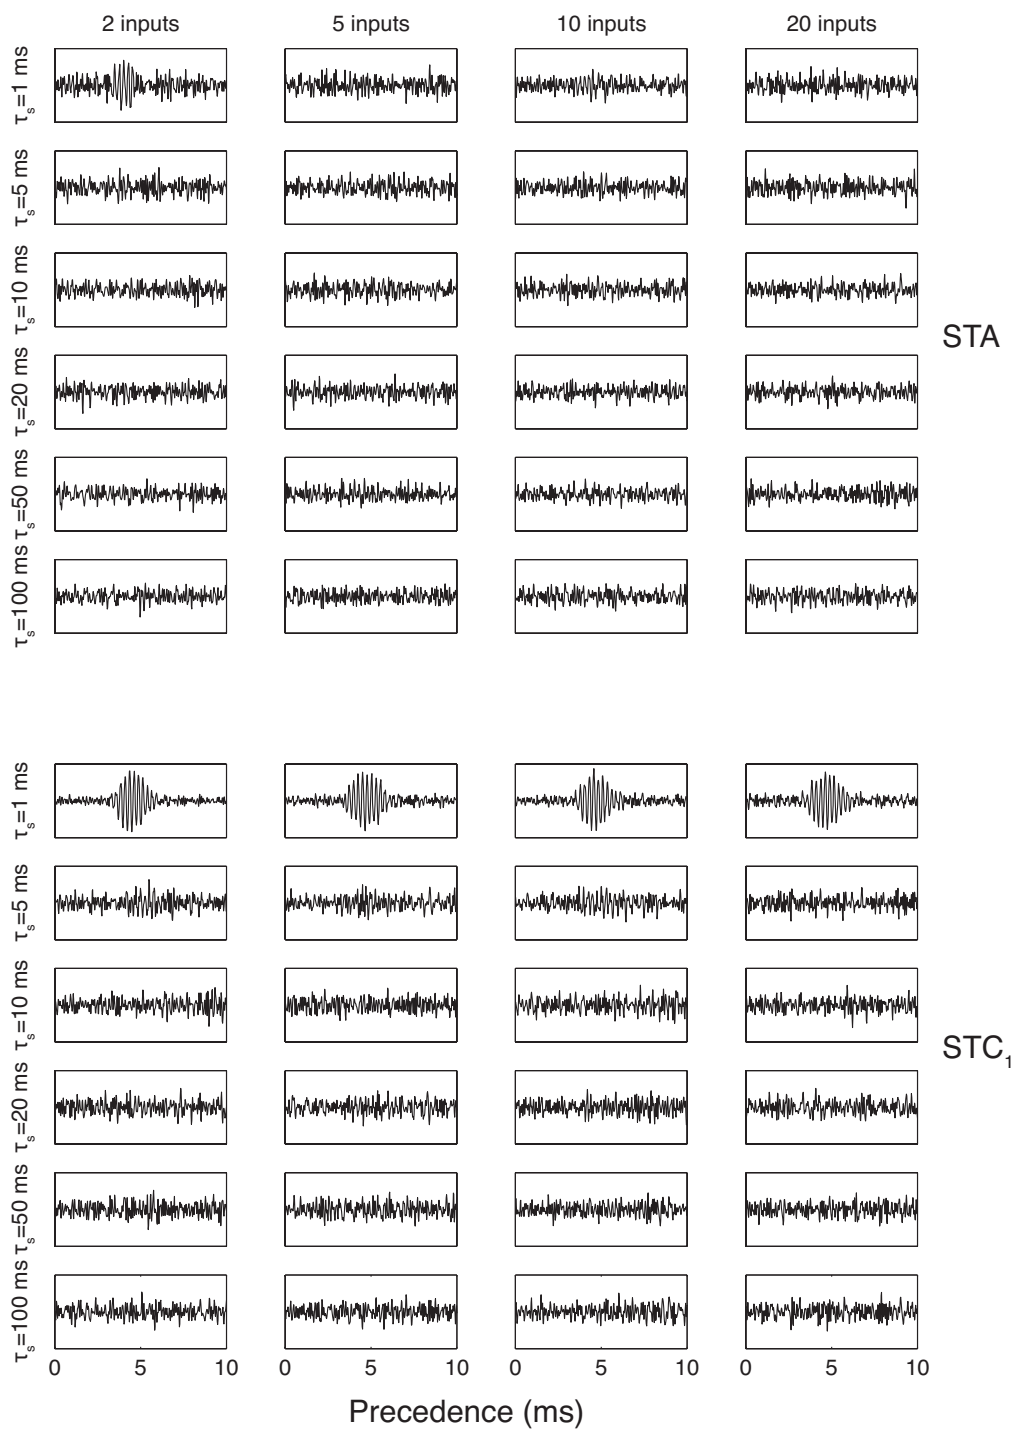 2 inputs 5 inputs 10 inputs 20 inputs
τs=1 ms
τs=5 ms
τs=10 ms
τs=20 ms
τs=50 ms
τs=100 ms
STA
τs=1 ms
τs=5 ms
τs=10 ms
τs=20 ms
τs=50 ms
τs=100 ms
STC1
0 5 10 0 5 10 0 5 10 0 5 10
Precedence (ms)